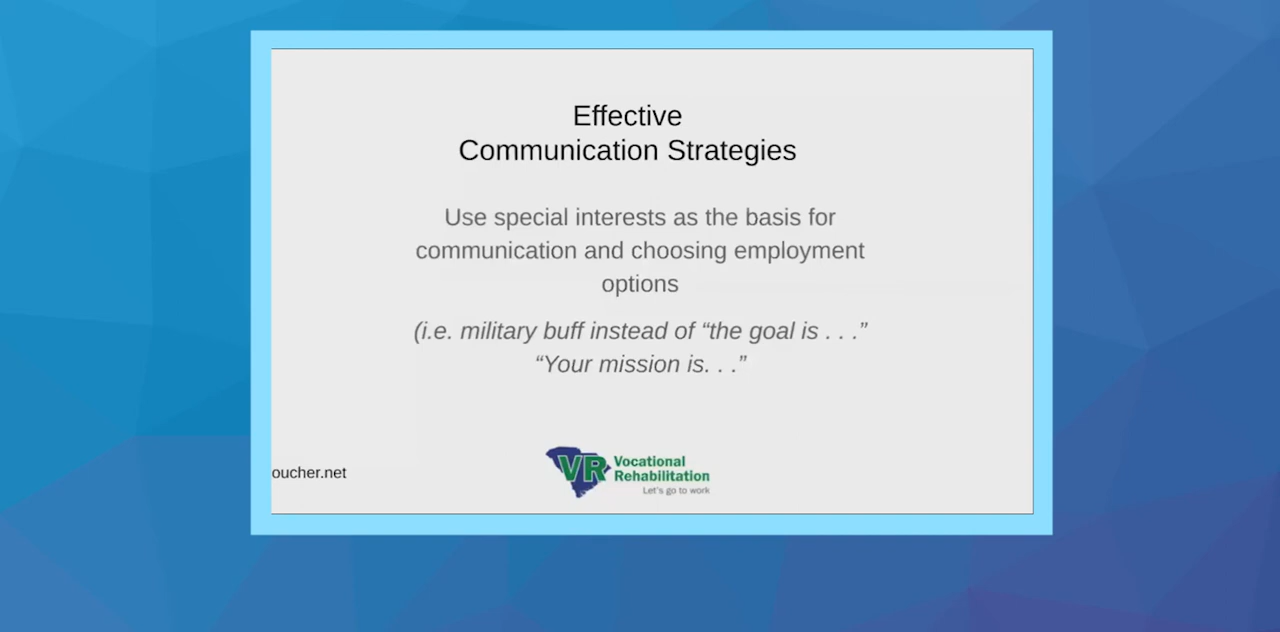 Effective
Communication Strategies
Use special interests as the basis for
communication and choosing employment
options
(i.e. military buff instead of “the goal is . . .”
“Your mission is. . .”
oucher.net
VR Vocational
Rehabilitation
Let's go to work